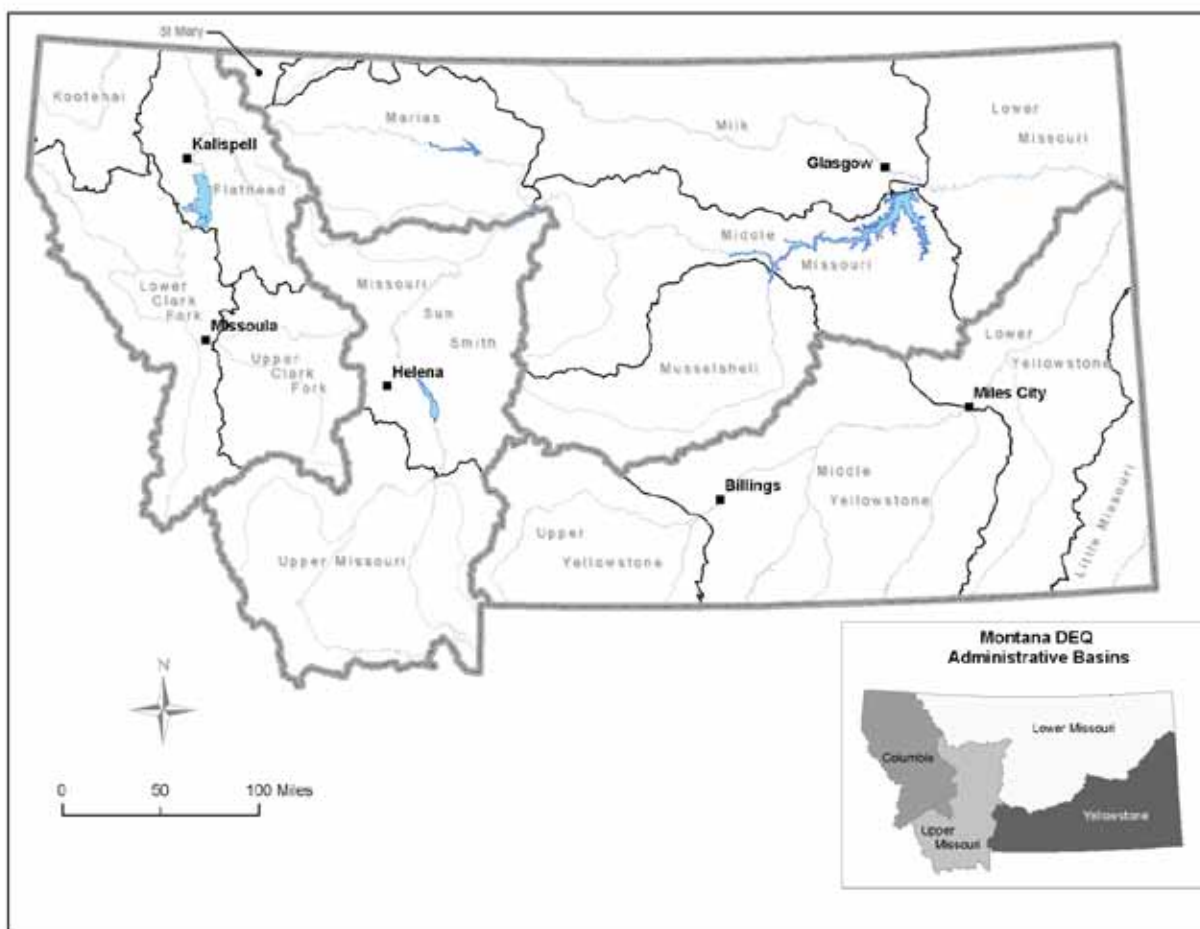 St Mary
Kootenai
Marias
Milk
Lower
Missouri
Kalispell
Glasgow
Flathead
Middle
Missouri
Missouri
Lower
Clark
Fork
Sun
Smith
Missoula
Lower
Yellowstone
Upper
Clark
Fork
Helena
Musselshell
Miles City
Billings
Middle
Yellowstone
Upper
Yellowstone
Upper Missouri
Little Missouri
N
0 50 100 Miles
Montana DEQ
Administrative Basins
Lower Missouri
Columbia
Upper
Missouri
Yellowstone